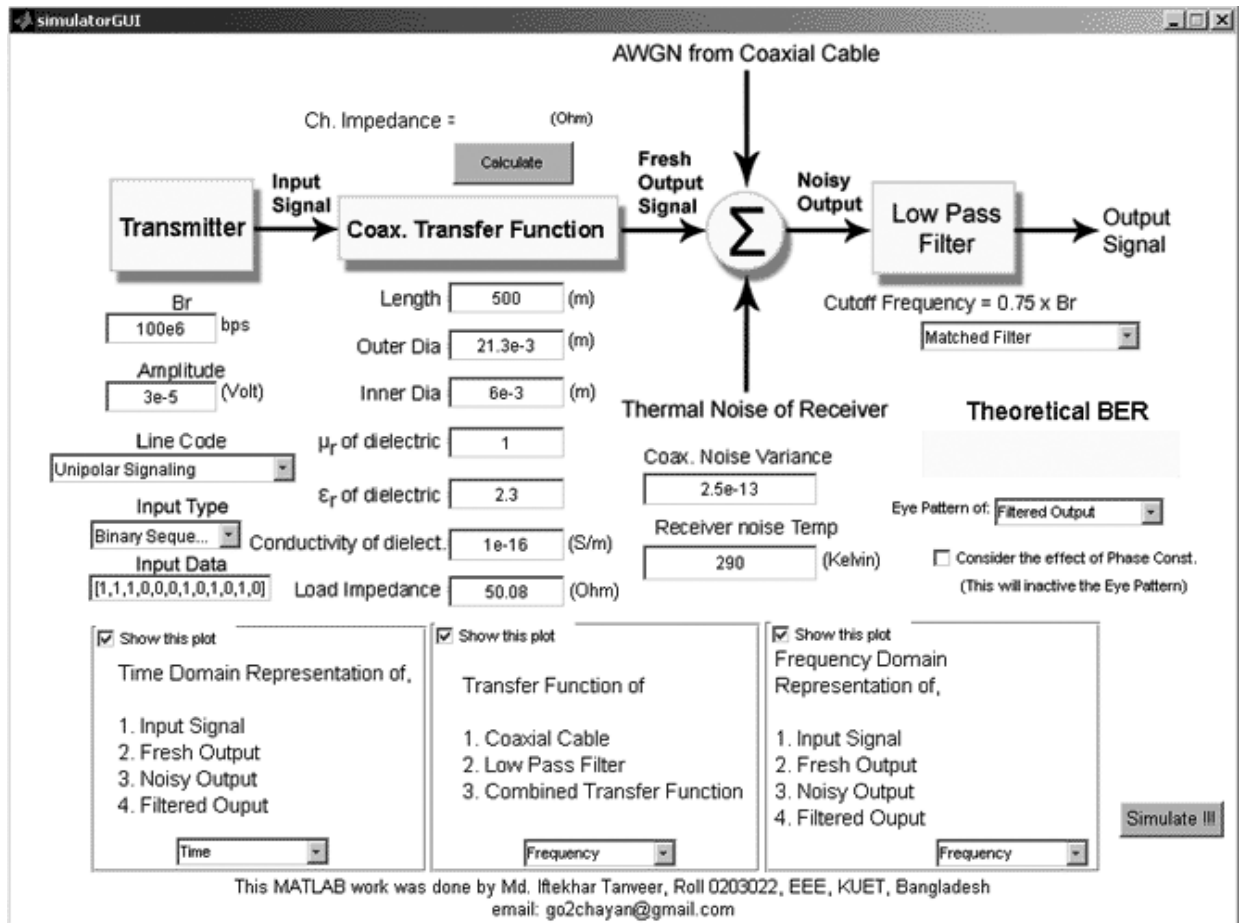 simulatorGUI
AWGN from Coaxial Cable
Ch. Impedance = (Ohm)
Calculate
Transmitter
Input
Signal
Coax. Transfer Function
Fresh
Output
Signal
Σ
Noisy
Output
Low Pass
Filter
Output
Signal
Br
100e6 bps
Amplitude
3e-5 (Volt)
Line Code
Unipolar Signaling
Input Type
Binary Seque...
Input Data
[1,1,1,0,0,0,1,0,1,0,1,0]
Length 500 (m)
Outer Dia 21.3e-3 (m)
Inner Dia 6e-3 (m)
μr of dielectric 1
εr of dielectric 2.3
Conductivity of dielect. 1e-16 (S/m)
Load Impedance 50.08 (Ohm)
Thermal Noise of Receiver
Coax. Noise Variance
2.5e-13
Receiver noise Temp
290 (Kelvin)
Cutoff Frequency = 0.75 x Br
Matched Filter
Theoretical BER
Eye Pattern of: Filtered Output
Consider the effect of Phase Const.
(This will inactive the Eye Pattern)
Show this plot
Time Domain Representation of,
1. Input Signal
2. Fresh Output
3. Noisy Output
4. Filtered Ouput
Time
Show this plot
Transfer Function of
1. Coaxial Cable
2. Low Pass Filter
3. Combined Transfer Function
Frequency
Show this plot
Frequency Domain
Representation of,
1. Input Signal
2. Fresh Output
3. Noisy Output
4. Filtered Ouput
Frequency
Simulate !!!
This MATLAB work was done by Md. Iftekhar Tanveer, Roll 0203022, EEE, KUET, Bangladesh
email: go2chayan@gmail.com